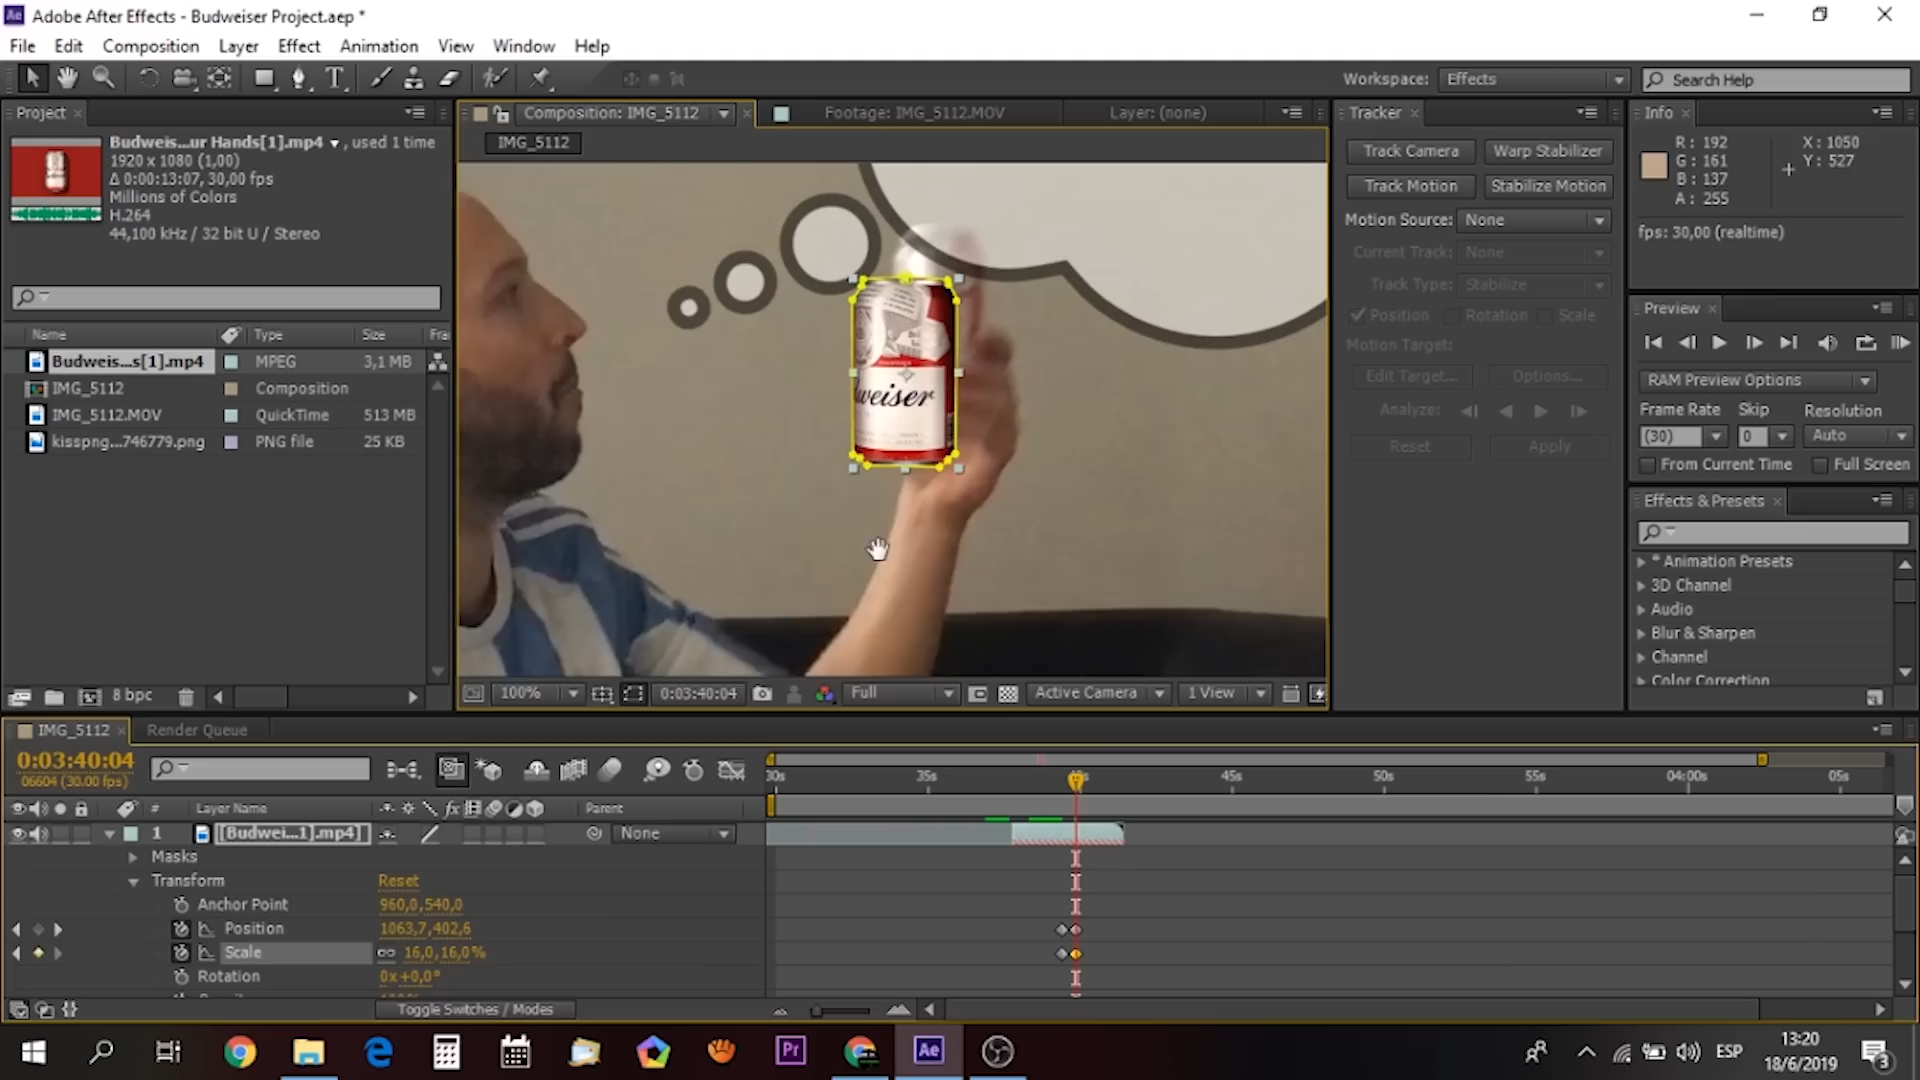 Adobe After Effects - Budweiser Project.aep *
File Edit Composition Layer Effect Animation View Window Help
Workspace: Effects Search Help
Project
Budweis...ur Hands[1].mp4 , used 1 time
1920 x 1080 (1,00)
Δ 0:00:13:07, 30,00 fps
Millions of Colors
H.264
44,100 kHz / 32 bit U / Stereo
Name Type Size Fra
Budweis...s[1].mp4 MPEG 3,1 MB
IMG_5112 Composition
IMG_5112.MOV QuickTime 513 MB
kisspng...746779.png PNG file 25 KB
8 bpc
Composition: IMG_5112 Footage: IMG_5112.MOV Layer: (none)
IMG_5112
weiser
100% 0:03:40:04 Full Active Camera 1 View
Tracker
Track Camera Warp Stabilizer
Track Motion Stabilize Motion
Motion Source: None
Current Track: None
Track Type: Stabilize
Position Rotation Scale
Motion Target:
Edit Target... Options...
Analyze:
Reset Apply
Info
R: 192 X: 1050
G: 161 Y: 527
B: 137
A: 255
fps: 30,00 (realtime)
Preview
RAM Preview Options
Frame Rate Skip Resolution
(30) 0 Auto
From Current Time Full Screen
Effects & Presets
* Animation Presets
3D Channel
Audio
Blur & Sharpen
Channel
Color Correction
IMG_5112 Render Queue
0:03:40:04
06604 (30.00 fps)
:30s 35s 45s 50s 55s 04:00s 05s
# Layer Name fx Parent
1 [Budwei...1].mp4] None
Masks
Transform Reset
Anchor Point 960,0,540,0
Position 1063,7,402,6
Scale 16,0,16,0%
Rotation 0x+0,0°
Toggle Switches / Modes
Pr Ae
ESP
13:20
18/6/2019
3